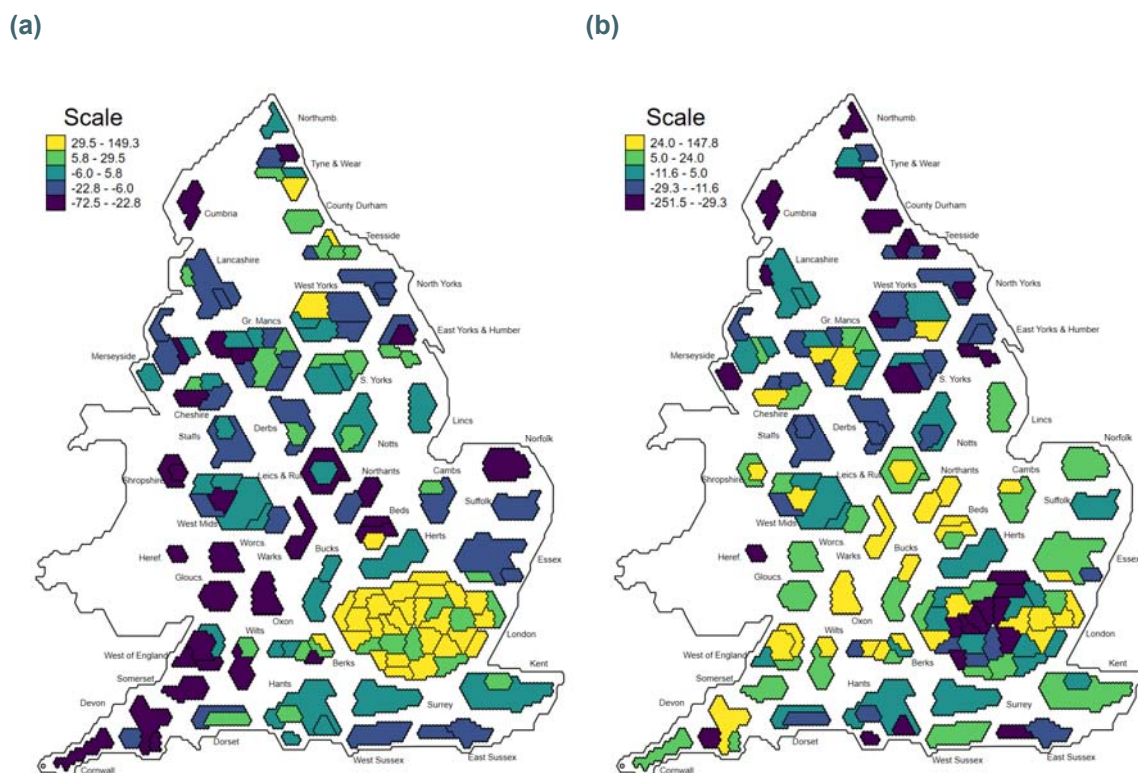 (a)
Scale
29.5 - 149.3
5.8 - 29.5
-6.0 - 5.8
-22.8 - -6.0
-72.5 - -22.8
Northumb.
Tyne & Wear
Cumbria
County Durham
Teesside
Lancashire
North Yorks
West Yorks
Gr. Mancs
East Yorks & Humber
Merseyside
S. Yorks
Cheshire
Lincs
Staffs
Derbs
Notts
Norfolk
Shropshire
Leics & Rut
Northants
Cambs
Suffolk
West Mids
Beds
Worcs.
Warks
Bucks
Herts
Essex
Heref.
Gloucs.
Oxon
London
Wilts
West of England
Berks
Kent
Somerset
Hants
Devon
Surrey
Dorset
West Sussex
East Sussex
Cornwall
(b)
Scale
24.0 - 147.8
5.0 - 24.0
-11.6 - 5.0
-29.3 - -11.6
-251.5 - -29.3
Northumb.
Tyne & Wear
Cumbria
County Durham
Teesside
Lancashire
North Yorks
West Yorks
Gr. Mancs
East Yorks & Humber
Merseyside
S. Yorks
Cheshire
Lincs
Staffs
Derbs
Notts
Norfolk
Shropshire
Leics & Rut
Northants
Cambs
Suffolk
West Mids
Beds
Worcs.
Warks
Bucks
Herts
Essex
Heref.
Gloucs.
Oxon
London
Wilts
West of England
Berks
Kent
Somerset
Hants
Devon
Surrey
Dorset
West Sussex
East Sussex
Cornwall